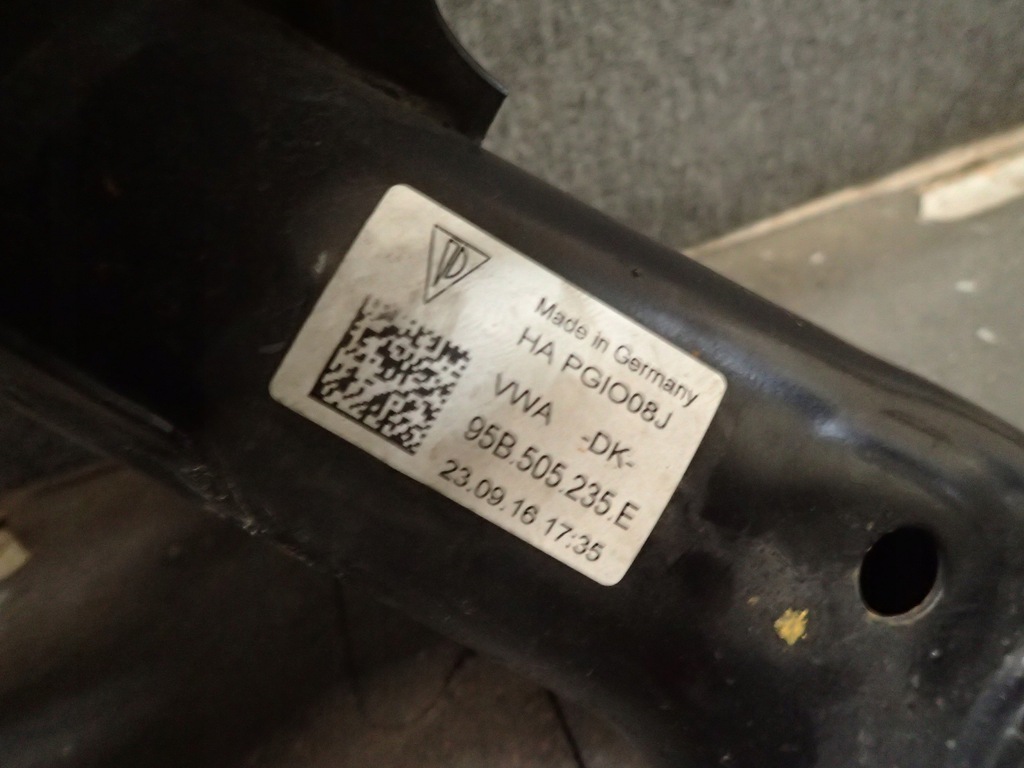 Made in Germany
HA PGIO08J
VWA -DK-
95B.505.235.E
23.09.16 17:35